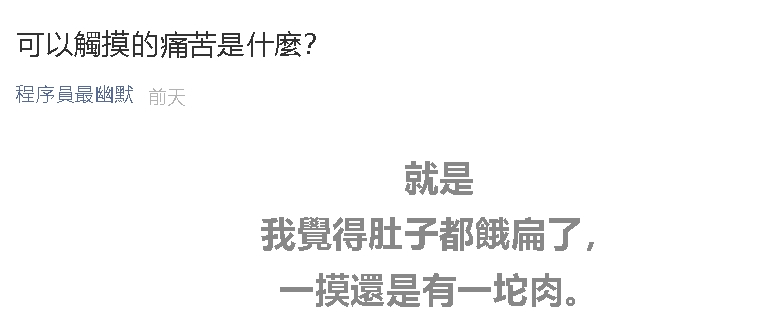 可以觸摸的痛苦是什麼?
程序員最幽默 前天
就是
我覺得肚子都餓扁了,
一摸還是有一坨肉。